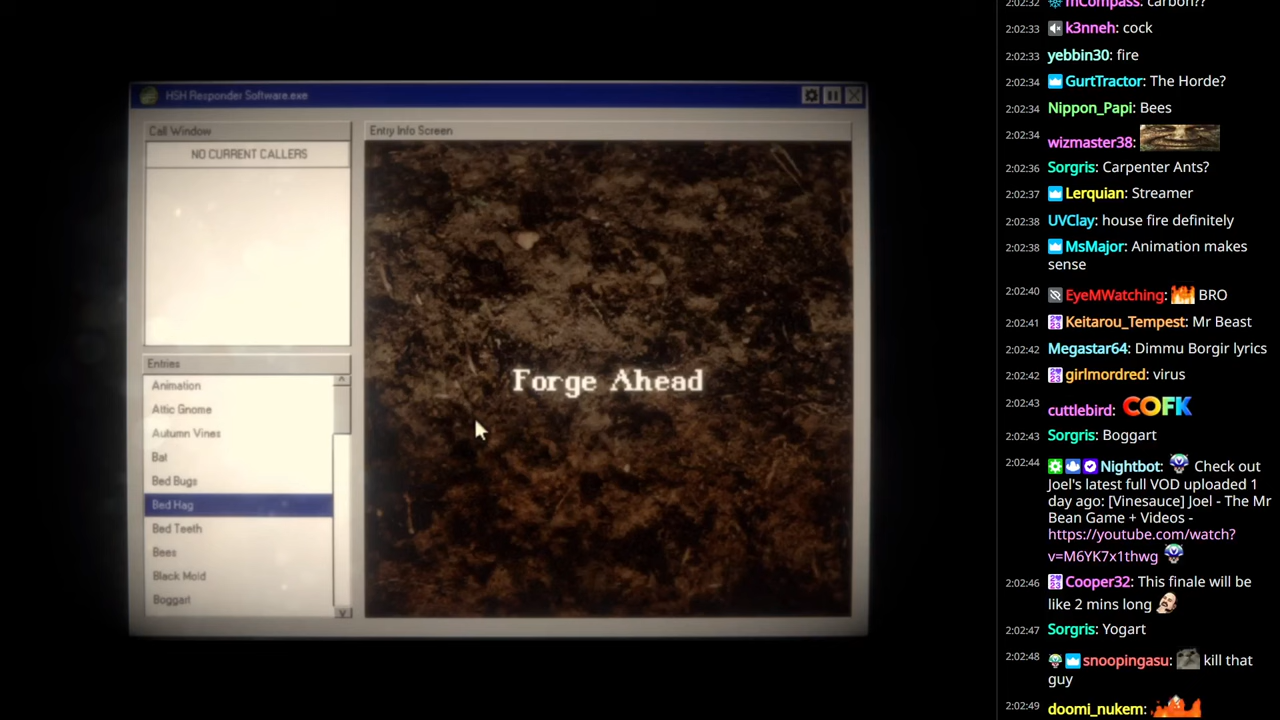 HSH Responder Software.exe
Call Window
NO CURRENT CALLERS
Entries
Animation
Attic Gnome
Autumn Vines
Bat
Bed Bugs
Bed Hag
Bed Teeth
Bees
Black Mold
Boggart
Entry Info Screen
Forge Ahead
2:02:32 mCompass: carbon??
2:02:33 k3nneh: cock
2:02:33 yebbin30: fire
2:02:34 GurtTractor: The Horde?
2:02:34 Nippon_Papi: Bees
2:02:34 wizmaster38:
2:02:36 Sorgris: Carpenter Ants?
2:02:37 Lerquian: Streamer
2:02:38 UVClay: house fire definitely
2:02:38 MsMajor: Animation makes
sense
2:02:40 EyeMWatching: BRO
2:02:41 Keitarou_Tempest: Mr Beast
2:02:42 Megastar64: Dimmu Borgir lyrics
2:02:42 girlmordred: virus
2:02:43 cuttlebird: COFK
2:02:43 Sorgris: Boggart
2:02:44 Nightbot: Check out
Joel's latest full VOD uploaded 1
day ago: [Vinesauce] Joel - The Mr
Bean Game + Videos -
https://youtube.com/watch?
v=M6YK7x1thwg
2:02:46 Cooper32: This finale will be
like 2 mins long
2:02:47 Sorgris: Yogart
2:02:48 snoopingasu: kill that
guy
2:02:49 doomi_nukem: